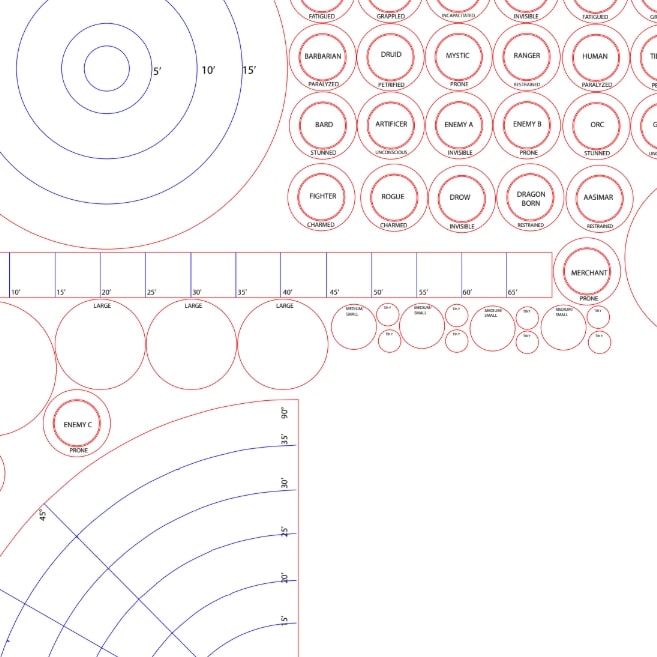 FATIGUED GRAPPLED INCAPACITATED INVISIBLE FATIGUED
BARBARIAN DRUID MYSTIC RANGER HUMAN
PARALYZED PETRIFIED PRONE RESTRAINED PARALYZED
5' 10' 15'
BARD ARTIFICER ENEMY A ENEMY B ORC
STUNNED UNCONSCIOUS INVISIBLE PRONE STUNNED
FIGHTER ROGUE DROW DRAGON BORN AASIMAR
CHARMED CHARMED INVISIBLE RESTRAINED RESTRAINED
MERCHANT
PRONE
10' 15' 20' 25' 30' 35' 40' 45' 50' 55' 60' 65'
LARGE LARGE LARGE
MEDIUM/ SMALL TINY MEDIUM/ SMALL TINY MEDIUM/ SMALL TINY MEDIUM/ SMALL TINY
TINY TINY TINY TINY
ENEMY C
PRONE
90°
35'
30'
45°
25'
20'
15'